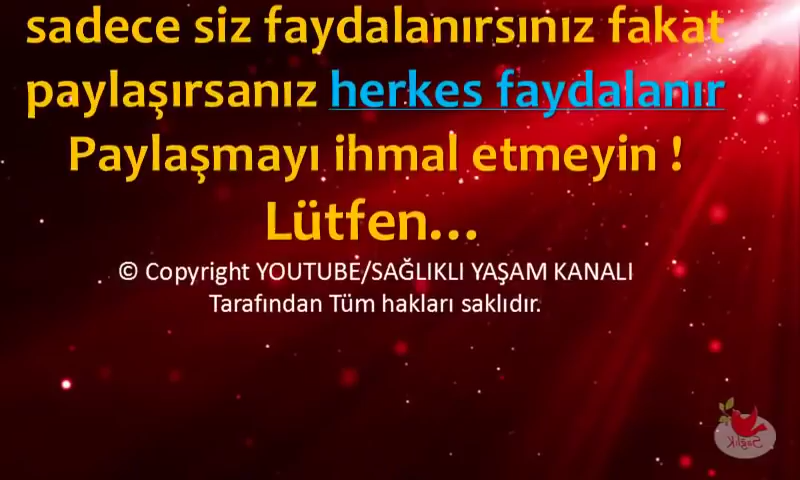 sadece siz faydalanırsınız fakat
paylaşırsanız herkes faydalanır
Paylaşmayı ihmal etmeyin !
Lütfen...
© Copyright YOUTUBE/SAĞLIKLI YAŞAM KANALI
Tarafından Tüm hakları saklıdır.
Sağlık